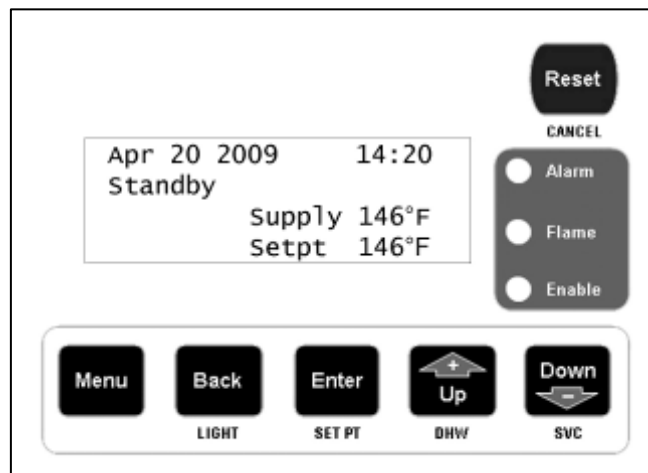 Reset
CANCEL
Apr 20 2009 14:20
Standby
Supply 146°F
Setpt 146°F
Alarm
Flame
Enable
Menu
Back
Enter
+
Up
Down
-
LIGHT
SET PT
DHW
SVC